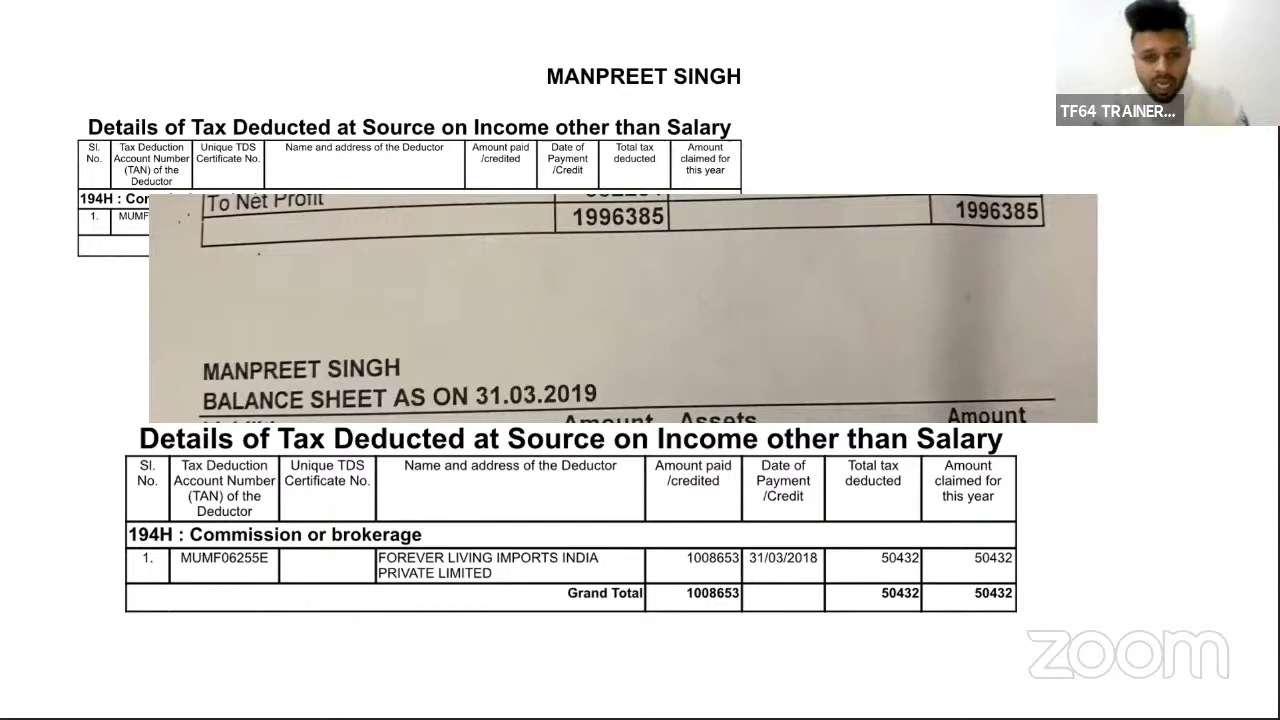 MANPREET SINGH
TF64 TRAINER...
Details of Tax Deducted at Source on Income other than Salary
Sl. No. Tax Deduction Account Number (TAN) of the Deductor Unique TDS Certificate No. Name and address of the Deductor Amount paid /credited Date of Payment /Credit Total tax deducted Amount claimed for this year
194H : Co
1. MUMF
To Net Profit
1996385 1996385
MANPREET SINGH
BALANCE SHEET AS ON 31.03.2019
Amount Assets Amount
Details of Tax Deducted at Source on Income other than Salary
Sl. No. Tax Deduction Account Number (TAN) of the Deductor Unique TDS Certificate No. Name and address of the Deductor Amount paid /credited Date of Payment /Credit Total tax deducted Amount claimed for this year
194H : Commission or brokerage
1. MUMF06255E FOREVER LIVING IMPORTS INDIA PRIVATE LIMITED 1008653 31/03/2018 50432 50432
Grand Total 1008653 50432 50432
zoom